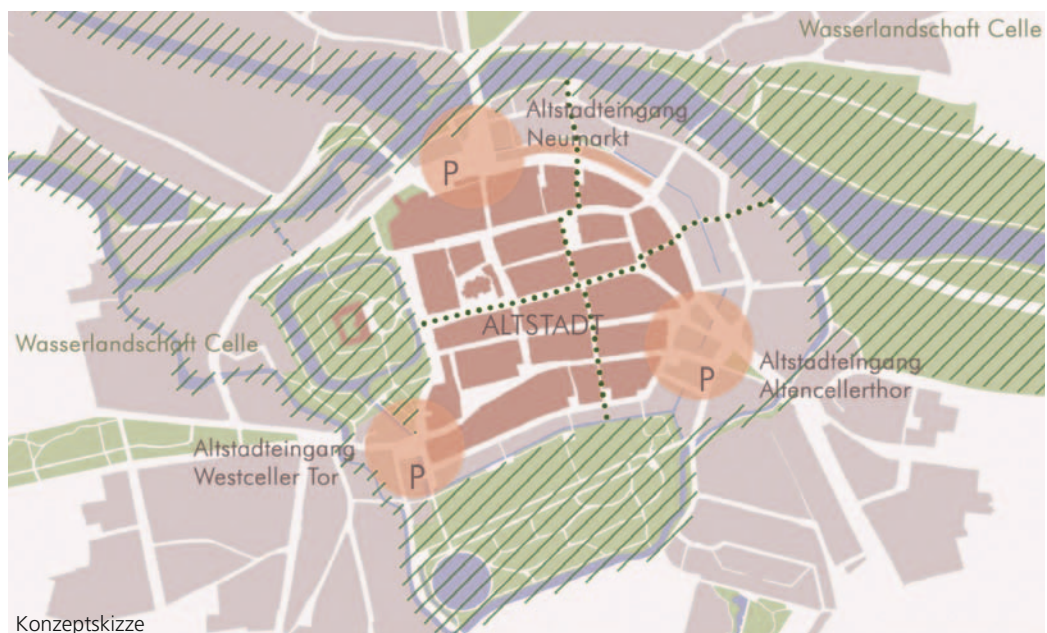 Wasserlandschaft Celle
Altstadteingang
Neumarkt
P
ALTSTADT
Wasserlandschaft Celle
Altstadteingang
Altencellerthor
P
Altstadteingang
Westceller Tor
P
Konzeptskizze